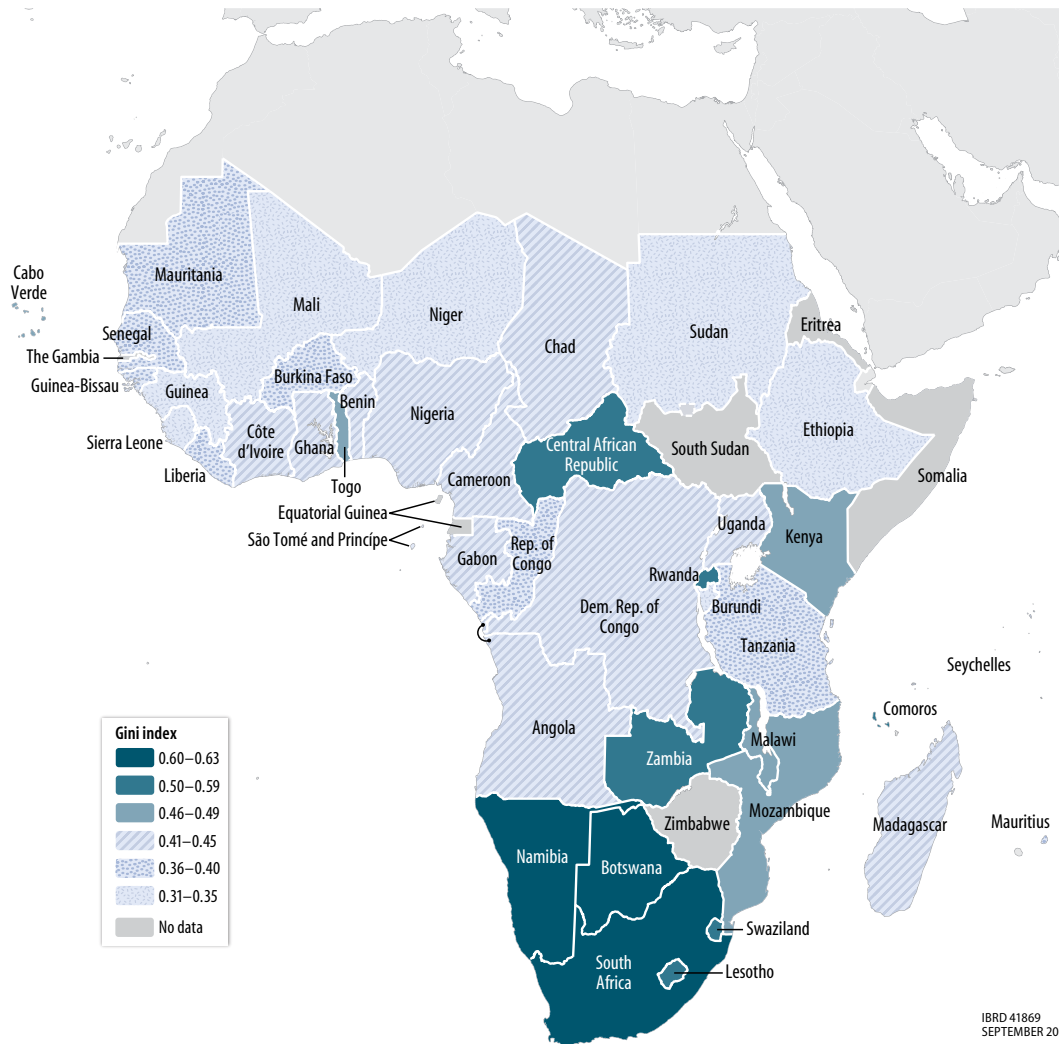 Cabo
Verde
Mauritania
Mali
Niger
Chad
Sudan
Eritrea
Senegal
The Gambia
Guinea-Bissau
Guinea
Burkina Faso
Benin
Nigeria
Sierra Leone
Côte
d'Ivoire
Ghana
Liberia
Togo
Cameroon
Central African
Republic
South Sudan
Ethiopia
Somalia
Equatorial Guinea
São Tomé and Princípe
Gabon
Rep. of
Congo
Uganda
Kenya
Rwanda
Burundi
Dem. Rep. of
Congo
Tanzania
Seychelles
Comoros
Angola
Zambia
Malawi
Mozambique
Madagascar
Mauritius
Zimbabwe
Namibia
Botswana
Swaziland
South
Africa
Lesotho
Gini index
0.60–0.63
0.50–0.59
0.46–0.49
0.41–0.45
0.36–0.40
0.31–0.35
No data
IBRD 41869
SEPTEMBER 20